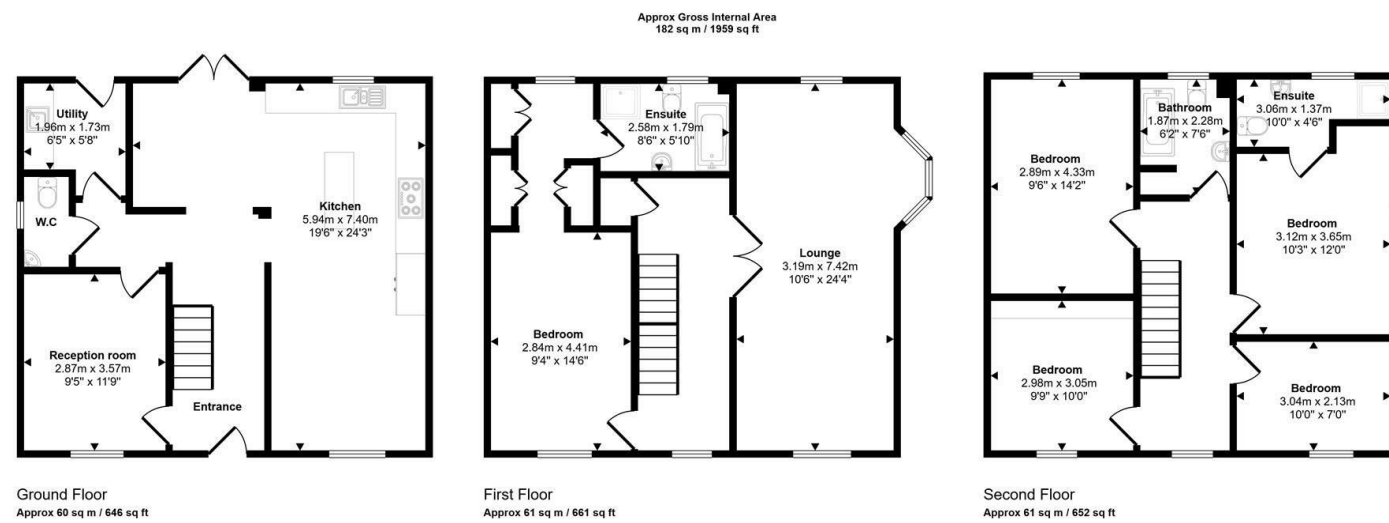 Approx Gross Internal Area
182 sq m / 1959 sq ft
Utility
1.96m x 1.73m
6'5" x 5'8"
W.C
Kitchen
5.94m x 7.40m
19'6" x 24'3"
Reception room
2.87m x 3.57m
9'5" x 11'9"
Entrance
Ground Floor
Approx 60 sq m / 646 sq ft
Ensuite
2.58m x 1.79m
8'6" x 5'10"
Lounge
3.19m x 7.42m
10'6" x 24'4"
Bedroom
2.84m x 4.41m
9'4" x 14'6"
First Floor
Approx 61 sq m / 661 sq ft
Bedroom
2.89m x 4.33m
9'6" x 14'2"
Bathroom
1.87m x 2.28m
6'2" x 7'6"
Ensuite
3.06m x 1.37m
10'0" x 4'6"
Bedroom
3.12m x 3.65m
10'3" x 12'0"
Bedroom
2.98m x 3.05m
9'9" x 10'0"
Bedroom
3.04m x 2.13m
10'0" x 7'0"
Second Floor
Approx 61 sq m / 652 sq ft